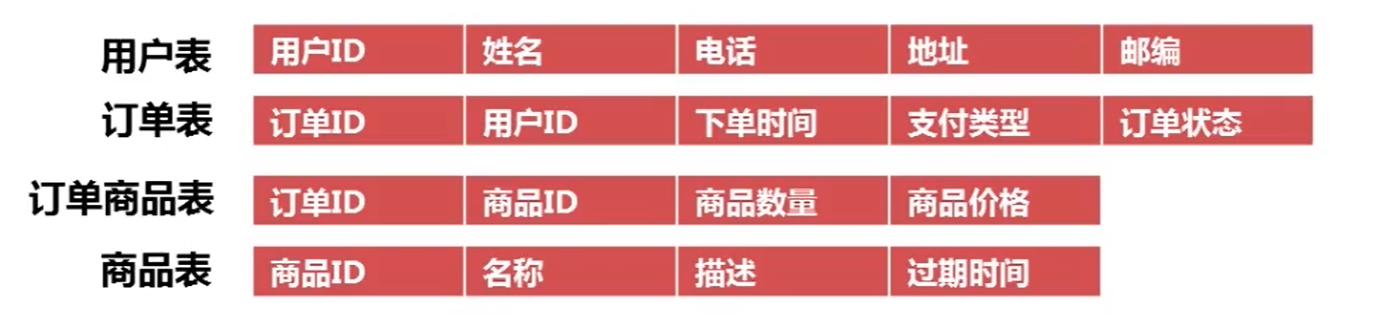 用户表 用户ID 姓名 电话 地址 邮编
订单表 订单ID 用户ID 下单时间 支付类型 订单状态
订单商品表 订单ID 商品ID 商品数量 商品价格
商品表 商品ID 名称 描述 过期时间